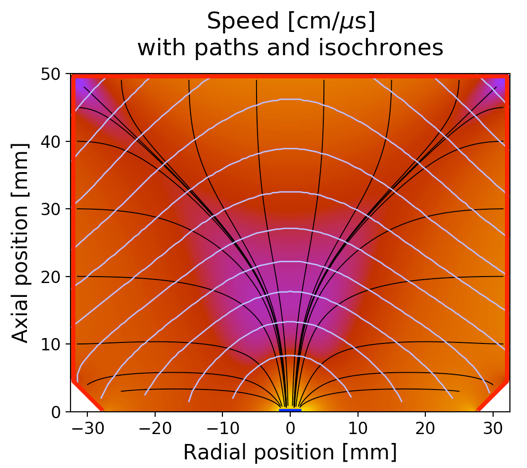 Speed [cm/μs]
with paths and isochrones
50
40
30
20
10
0
Axial position [mm]
−30 −20 −10 0 10 20 30
Radial position [mm]